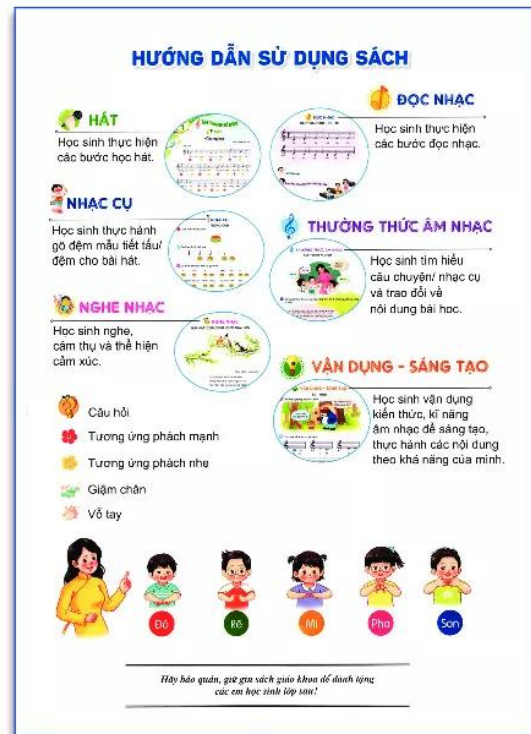 HƯỚNG DẪN SỬ DỤNG SÁCH
HÁT
Học sinh thực hiện
các bước học hát.
ĐỌC NHẠC
Học sinh thực hiện
các bước đọc nhạc.
NHẠC CỤ
Học sinh thực hành
gõ đệm mẫu tiết tấu/
đệm cho bài hát.
THƯỜNG THỨC ÂM NHẠC
Học sinh tìm hiểu
câu chuyện/ nhạc cụ
và trao đổi về
nội dung bài học.
NGHE NHẠC
Học sinh nghe,
cảm thụ và thể hiện
cảm xúc.
VẬN DỤNG - SÁNG TẠO
Học sinh vận dụng
kiến thức, kĩ năng
âm nhạc để sáng tạo,
thực hành các nội dung
theo khả năng của mình.
Câu hỏi
Tương ứng phách mạnh
Tương ứng phách nhẹ
Giậm chân
Vỗ tay
Đô
Rê
Mi
Pha
Son
Hãy bảo quản, giữ gìn sách giáo khoa để dành tặng
các em học sinh lớp sau!